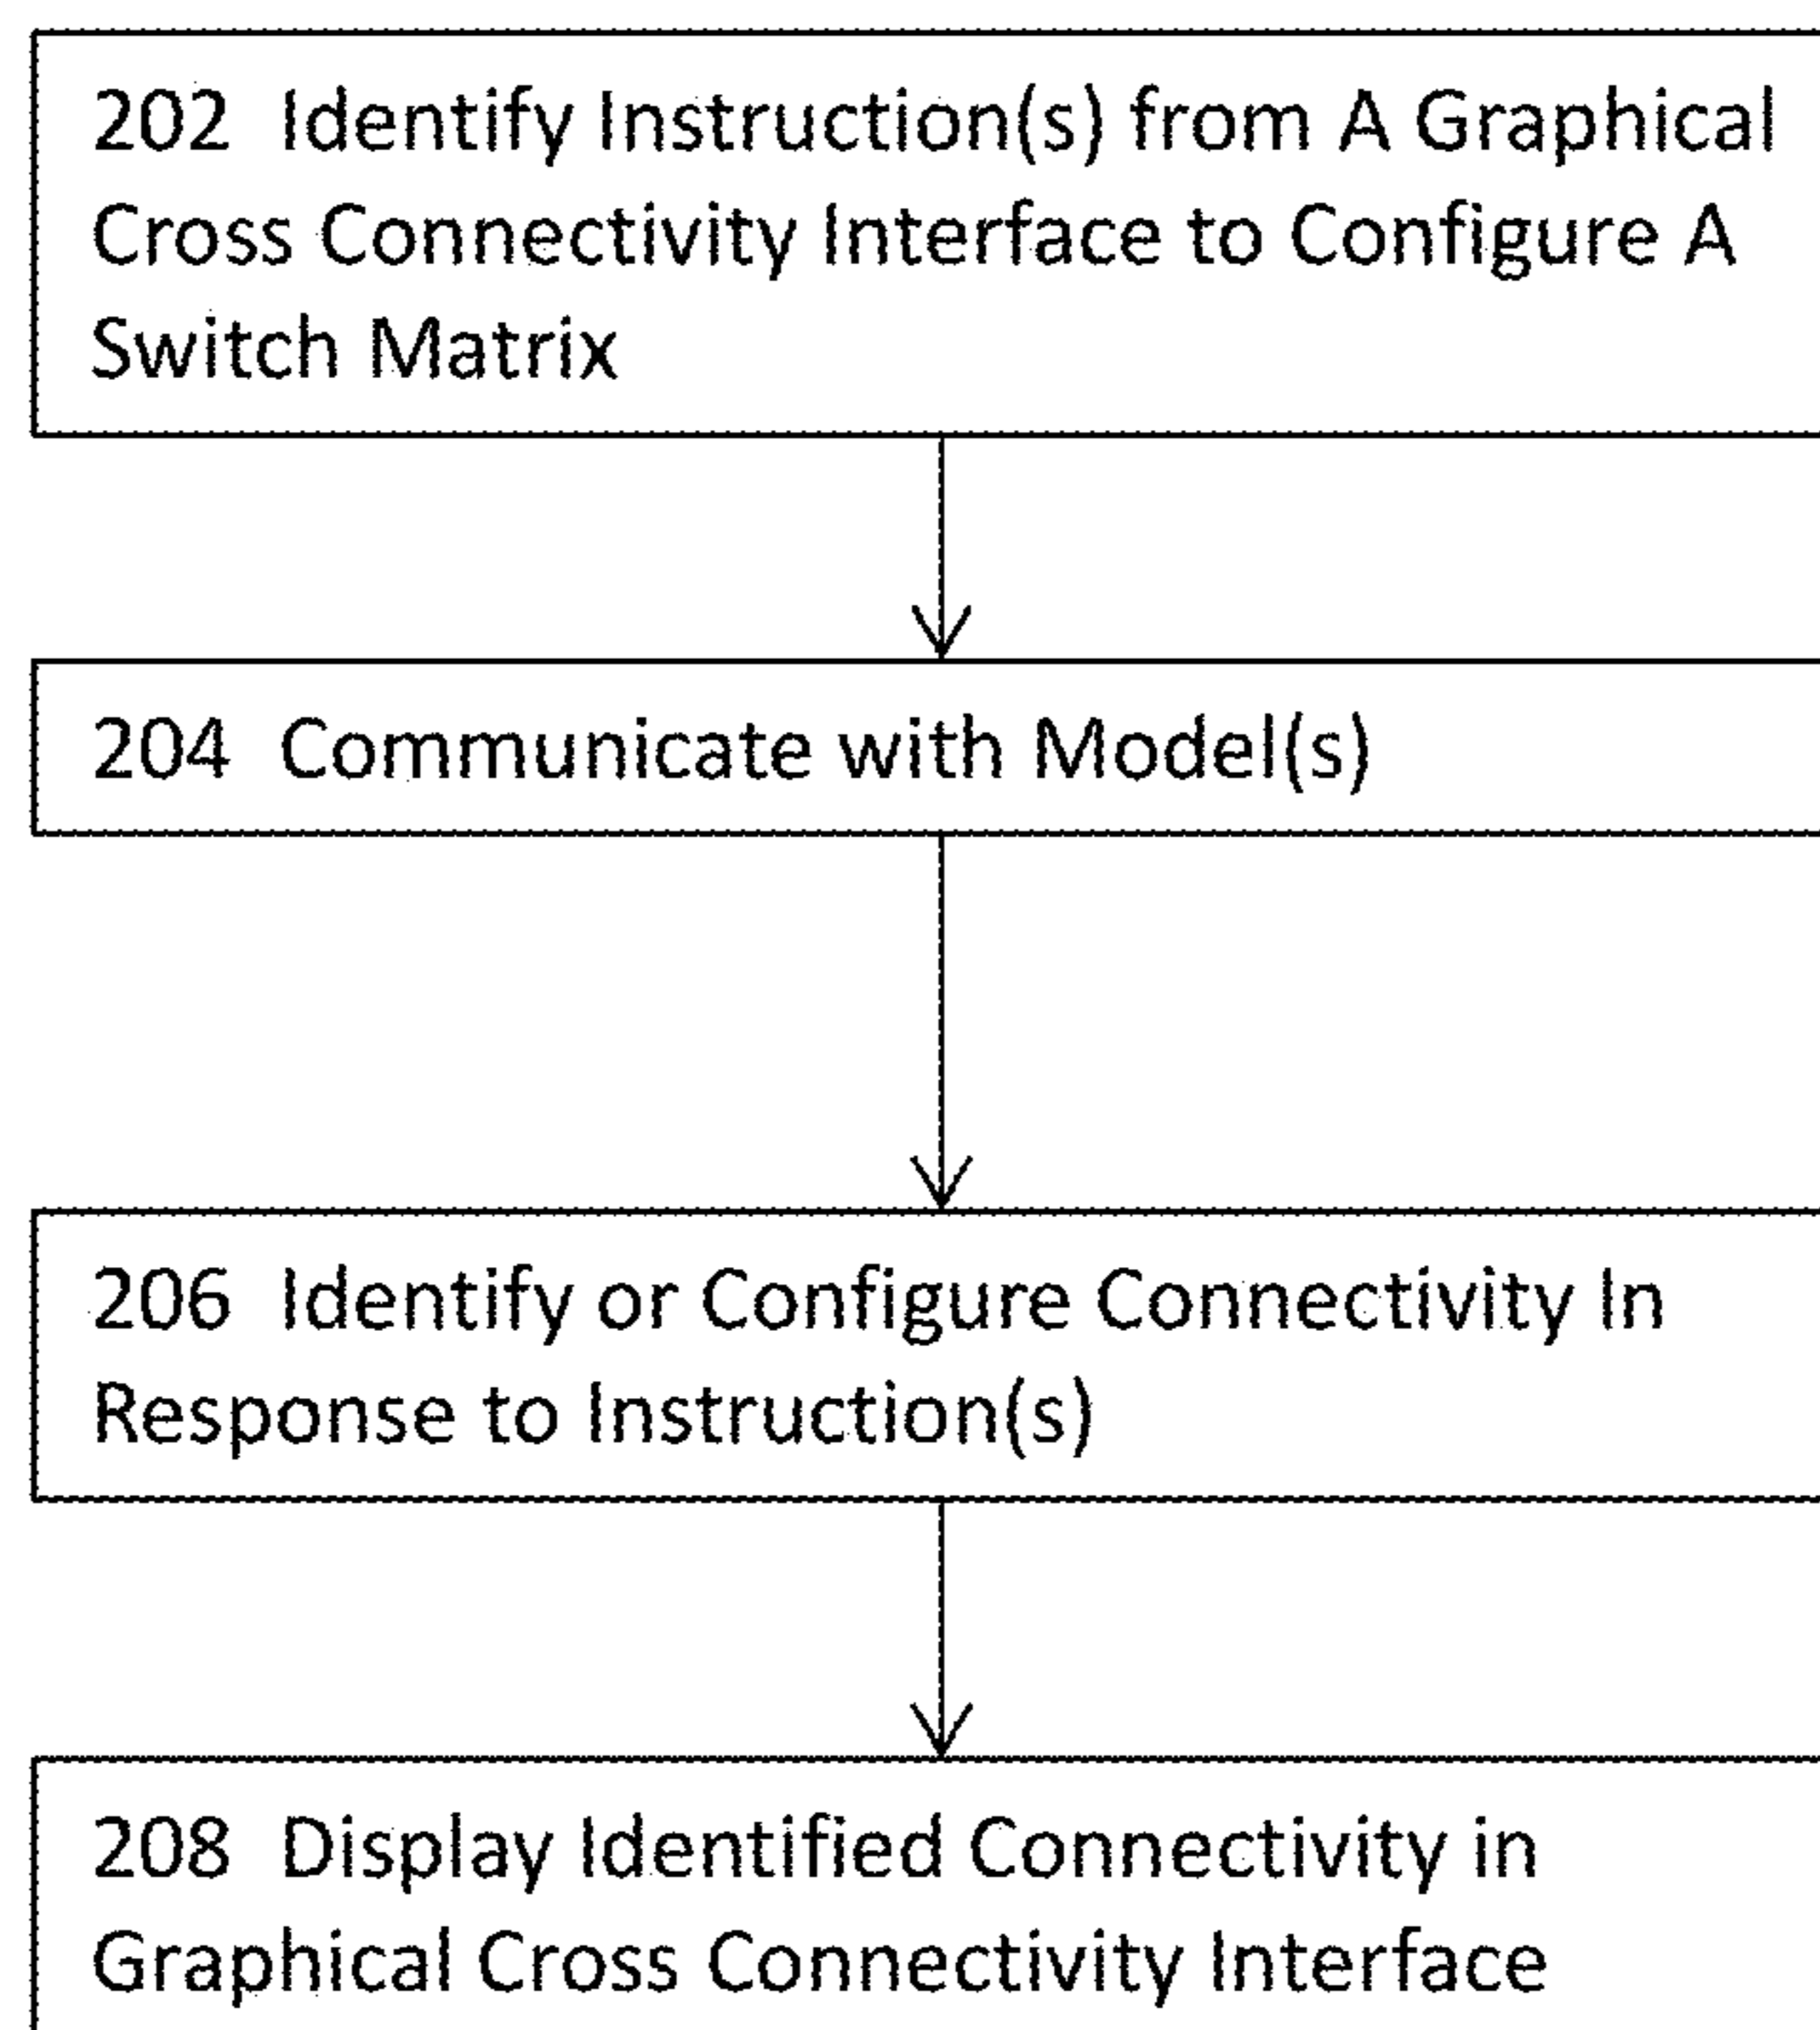 202 Identify Instruction(s) from A Graphical
Cross Connectivity Interface to Configure A
Switch Matrix
204 Communicate with Model(s)
206 Identify or Configure Connectivity In
Response to Instruction(s)
208 Display Identified Connectivity in
Graphical Cross Connectivity Interface